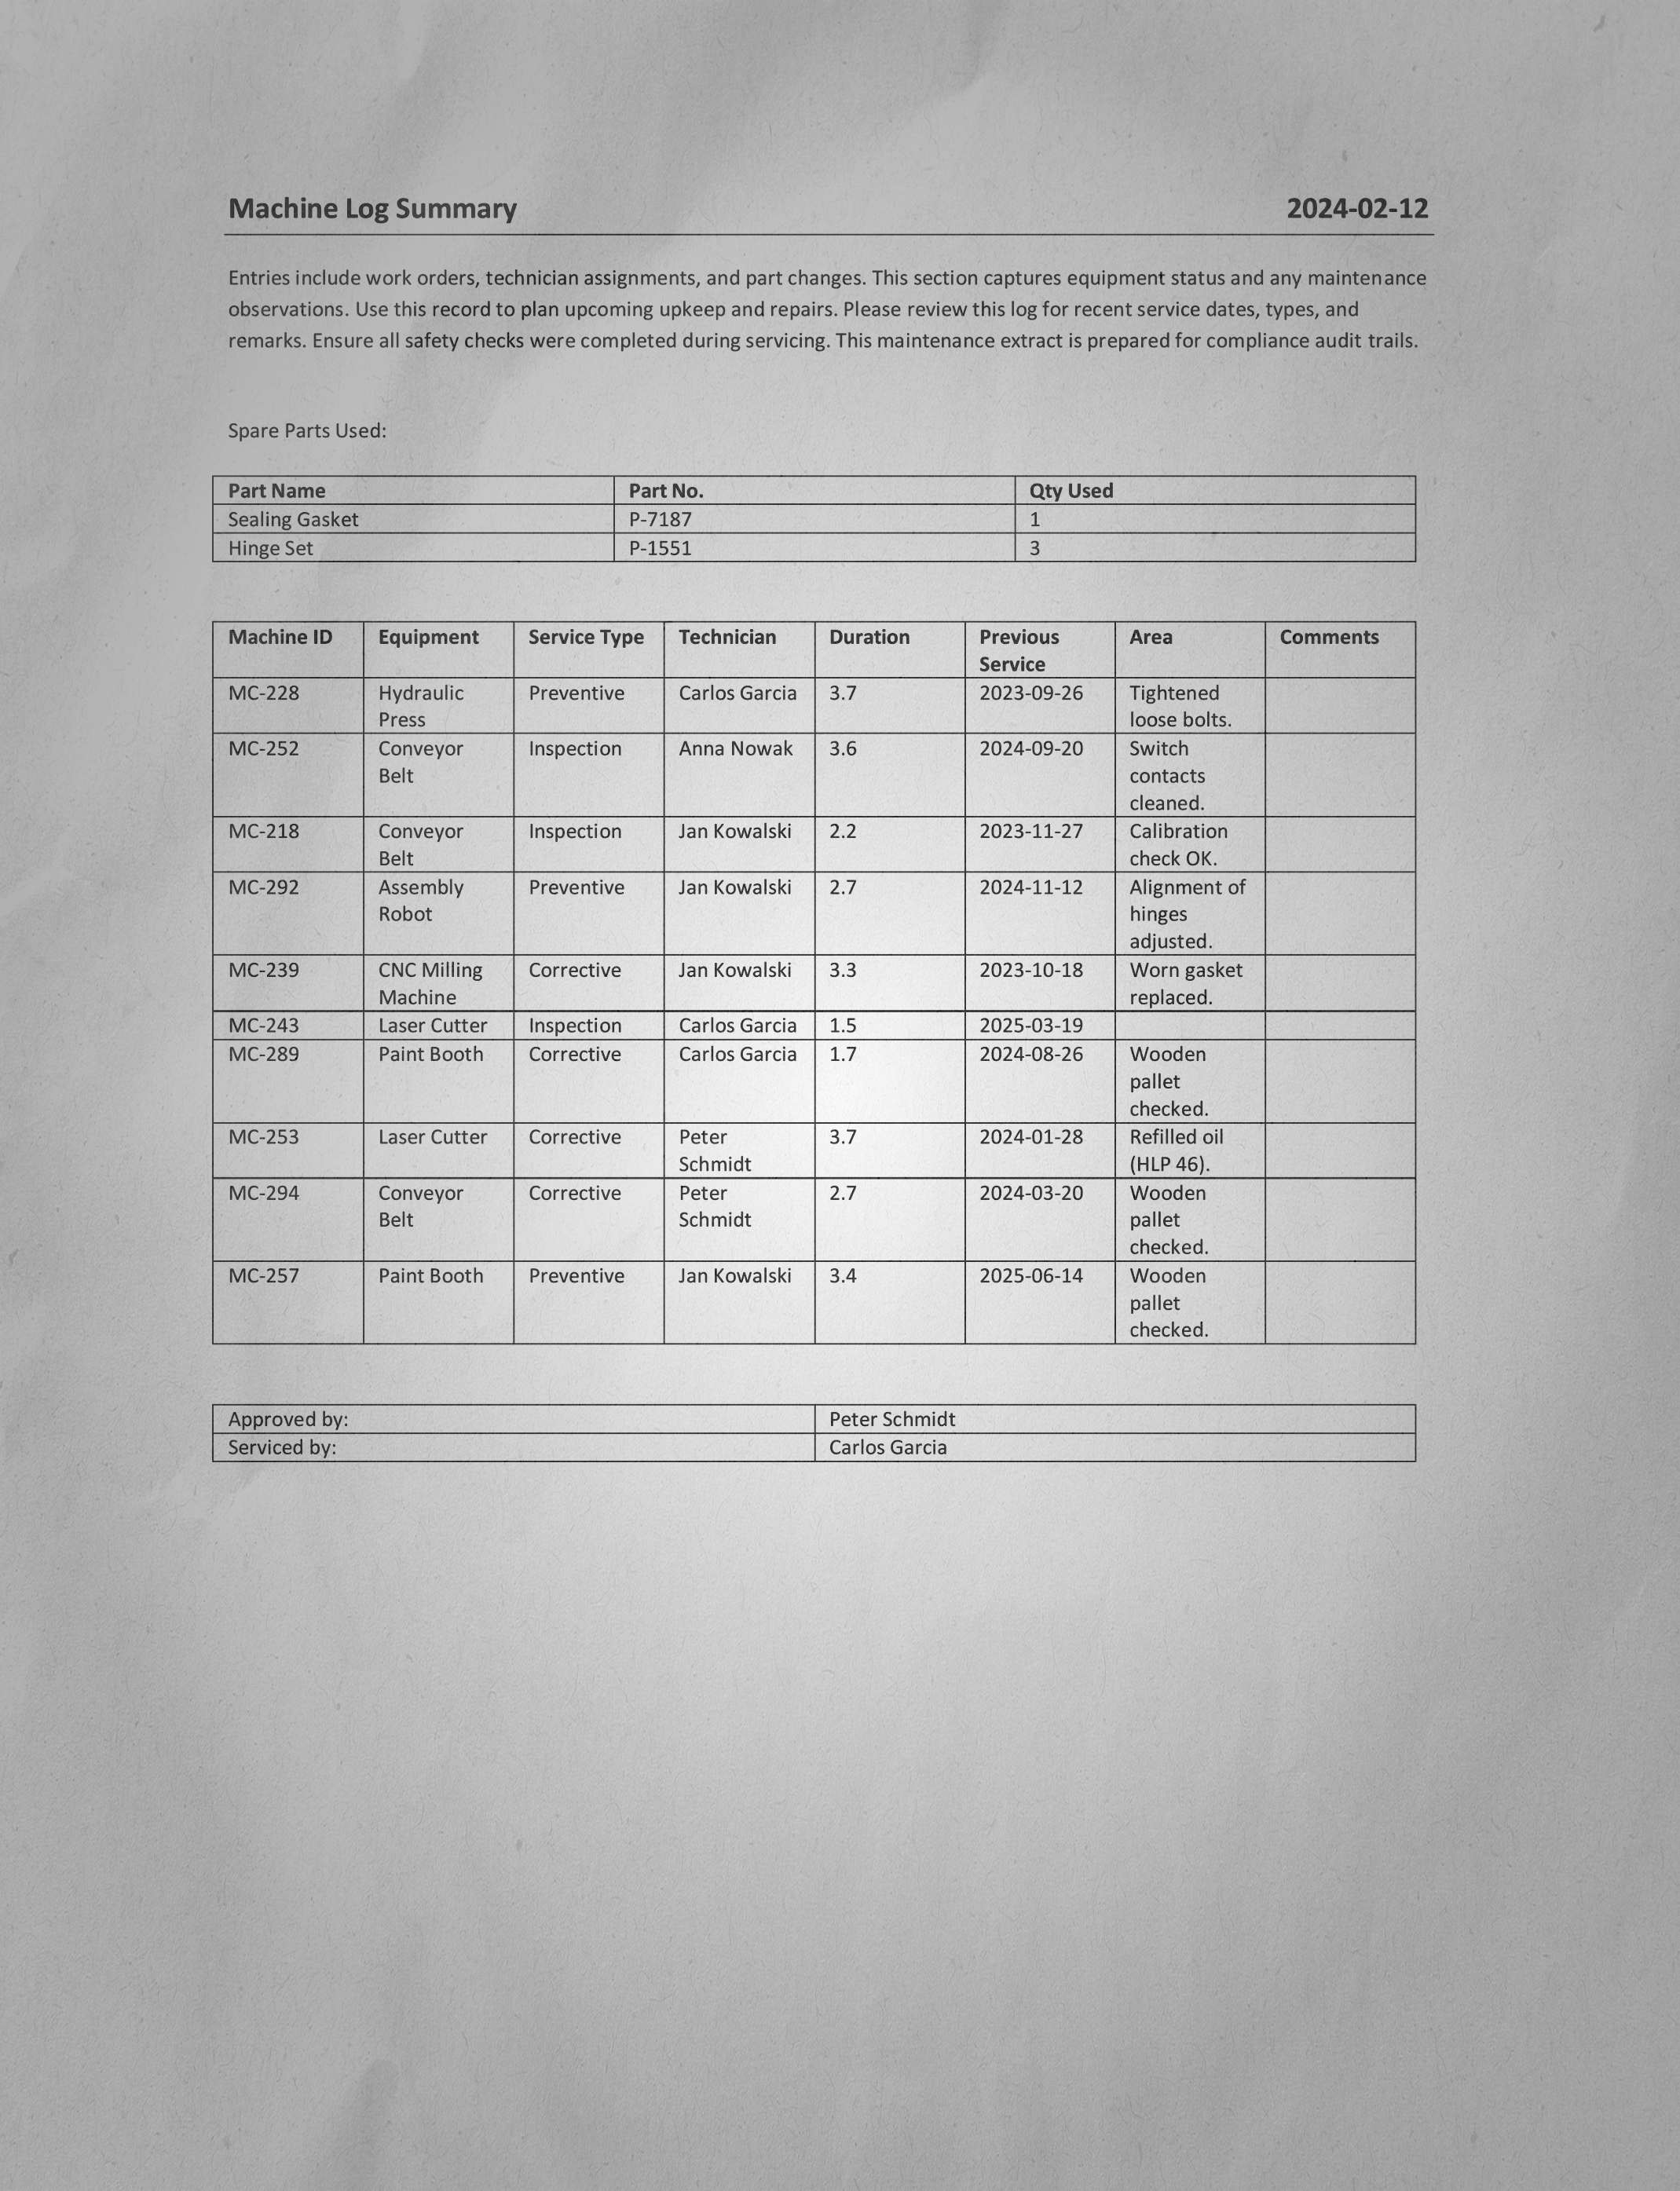 Machine Log Summary 2024-02-12
Entries include work orders, technician assignments, and part changes. This section captures equipment status and any maintenance
observations. Use this record to plan upcoming upkeep and repairs. Please review this log for recent service dates, types, and
remarks. Ensure all safety checks were completed during servicing. This maintenance extract is prepared for compliance audit trails.
Spare Parts Used:
Part Name Part No. Qty Used
Sealing Gasket P-7187 1
Hinge Set P-1551 3
Machine ID Equipment Service Type Technician Duration Previous Area Comments
Service
MC-228 Hydraulic Preventive Carlos Garcia 3.7 2023-09-26 Tightened
Press loose bolts.
MC-252 Conveyor Inspection Anna Nowak 3.6 2024-09-20 Switch
Belt contacts
cleaned.
MC-218 Conveyor Inspection Jan Kowalski 2.2 2023-11-27 Calibration
Belt check OK.
MC-292 Assembly Preventive Jan Kowalski 2.7 2024-11-12 Alignment of
Robot hinges
adjusted.
MC-239 CNC Milling Corrective Jan Kowalski 3.3 2023-10-18 Worn gasket
Machine replaced.
MC-243 Laser Cutter Inspection Carlos Garcia 1.5 2025-03-19
MC-289 Paint Booth Corrective Carlos Garcia 1.7 2024-08-26 Wooden
pallet
checked.
MC-253 Laser Cutter Corrective Peter 3.7 2024-01-28 Refilled oil
Schmidt (HLP 46).
MC-294 Conveyor Corrective Peter 2.7 2024-03-20 Wooden
Belt Schmidt pallet
checked.
MC-257 Paint Booth Preventive Jan Kowalski 3.4 2025-06-14 Wooden
pallet
checked.
Approved by: Peter Schmidt
Serviced by: Carlos Garcia